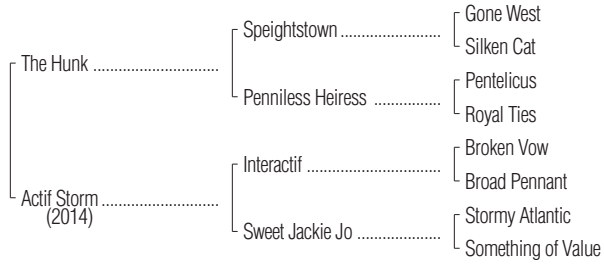 Gone West
Speightstown
Silken Cat
The Hunk
Pentelicus
Penniless Heiress
Royal Ties
Broken Vow
Interactif
Broad Pennant
Actif Storm
(2014)
Stormy Atlantic
Sweet Jackie Jo
Something of Value